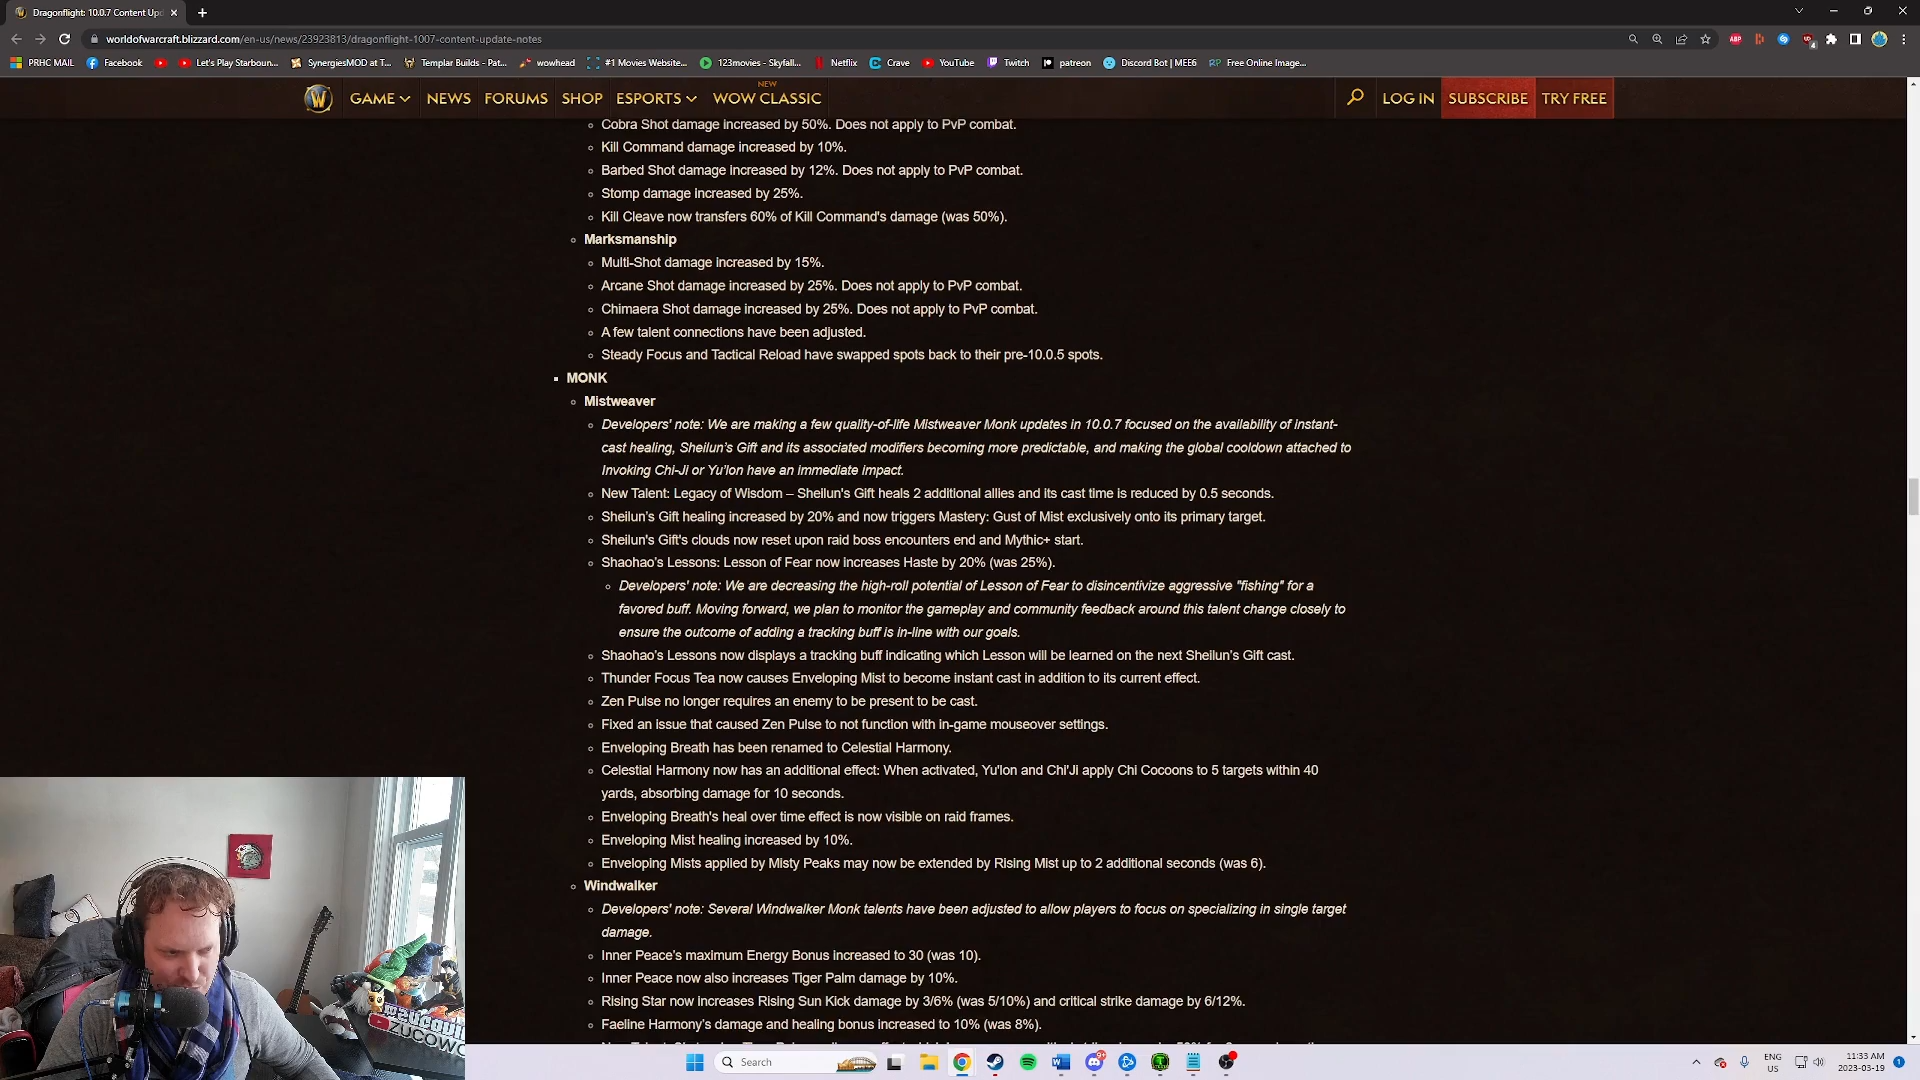 Dragonflight: 10.0.7 Content Upd
worldofwarcraft.blizzard.com/en-us/news/23923813/dragonflight-1007-content-update-notes
ABP
4
PRHC MAIL
Facebook
Let's Play Starboun...
SynergiesMOD at T...
Templar Builds - Pat...
wowhead
#1 Movies Website...
123movies - Skyfall...
Netflix
Crave
YouTube
Twitch
patreon
Discord Bot | MEE6
Free Online Image...
GAME
NEWS
FORUMS
SHOP
ESPORTS
NEW
WOW CLASSIC
LOG IN
SUBSCRIBE
TRY FREE
Cobra Shot damage increased by 50%. Does not apply to PvP combat.
Kill Command damage increased by 10%.
Barbed Shot damage increased by 12%. Does not apply to PvP combat.
Stomp damage increased by 25%.
Kill Cleave now transfers 60% of Kill Command's damage (was 50%).
Marksmanship
Multi-Shot damage increased by 15%.
Arcane Shot damage increased by 25%. Does not apply to PvP combat.
Chimaera Shot damage increased by 25%. Does not apply to PvP combat.
A few talent connections have been adjusted.
Steady Focus and Tactical Reload have swapped spots back to their pre-10.0.5 spots.
MONK
Mistweaver
Developers' note: We are making a few quality-of-life Mistweaver Monk updates in 10.0.7 focused on the availability of instant-
cast healing, Sheilun's Gift and its associated modifiers becoming more predictable, and making the global cooldown attached to
Invoking Chi-Ji or Yu'lon have an immediate impact.
New Talent: Legacy of Wisdom – Sheilun's Gift heals 2 additional allies and its cast time is reduced by 0.5 seconds.
Sheilun's Gift healing increased by 20% and now triggers Mastery: Gust of Mist exclusively onto its primary target.
Sheilun's Gift's clouds now reset upon raid boss encounters end and Mythic+ start.
Shaohao's Lessons: Lesson of Fear now increases Haste by 20% (was 25%).
Developers' note: We are decreasing the high-roll potential of Lesson of Fear to disincentivize aggressive "fishing" for a
favored buff. Moving forward, we plan to monitor the gameplay and community feedback around this talent change closely to
ensure the outcome of adding a tracking buff is in-line with our goals.
Shaohao's Lessons now displays a tracking buff indicating which Lesson will be learned on the next Sheilun's Gift cast.
Thunder Focus Tea now causes Enveloping Mist to become instant cast in addition to its current effect.
Zen Pulse no longer requires an enemy to be present to be cast.
Fixed an issue that caused Zen Pulse to not function with in-game mouseover settings.
Enveloping Breath has been renamed to Celestial Harmony.
Celestial Harmony now has an additional effect: When activated, Yu'lon and Chi'Ji apply Chi Cocoons to 5 targets within 40
yards, absorbing damage for 10 seconds.
Enveloping Breath's heal over time effect is now visible on raid frames.
Enveloping Mist healing increased by 10%.
Enveloping Mists applied by Misty Peaks may now be extended by Rising Mist up to 2 additional seconds (was 6).
Windwalker
Developers' note: Several Windwalker Monk talents have been adjusted to allow players to focus on specializing in single target
damage.
Inner Peace's maximum Energy Bonus increased to 30 (was 10).
Inner Peace now also increases Tiger Palm damage by 10%.
Rising Star now increases Rising Sun Kick damage by 3/6% (was 5/10%) and critical strike damage by 6/12%.
Faeline Harmony's damage and healing bonus increased to 10% (was 8%).
Search
ENG
US
11:33 AM
2023-03-19